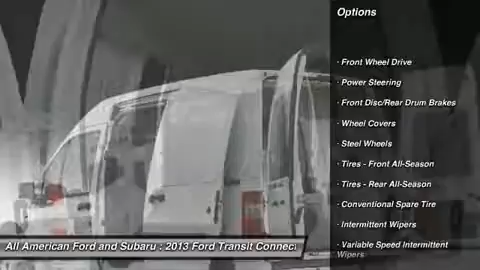 Options
· Front Wheel Drive
· Power Steering
· Front Disc/Rear Drum Brakes
· Wheel Covers
· Steel Wheels
· Tires - Front All-Season
· Tires - Rear All-Season
· Conventional Spare Tire
· Intermittent Wipers
· Variable Speed Intermittent
Wipers
All American Ford and Subaru : 2013 Ford Transit Connec